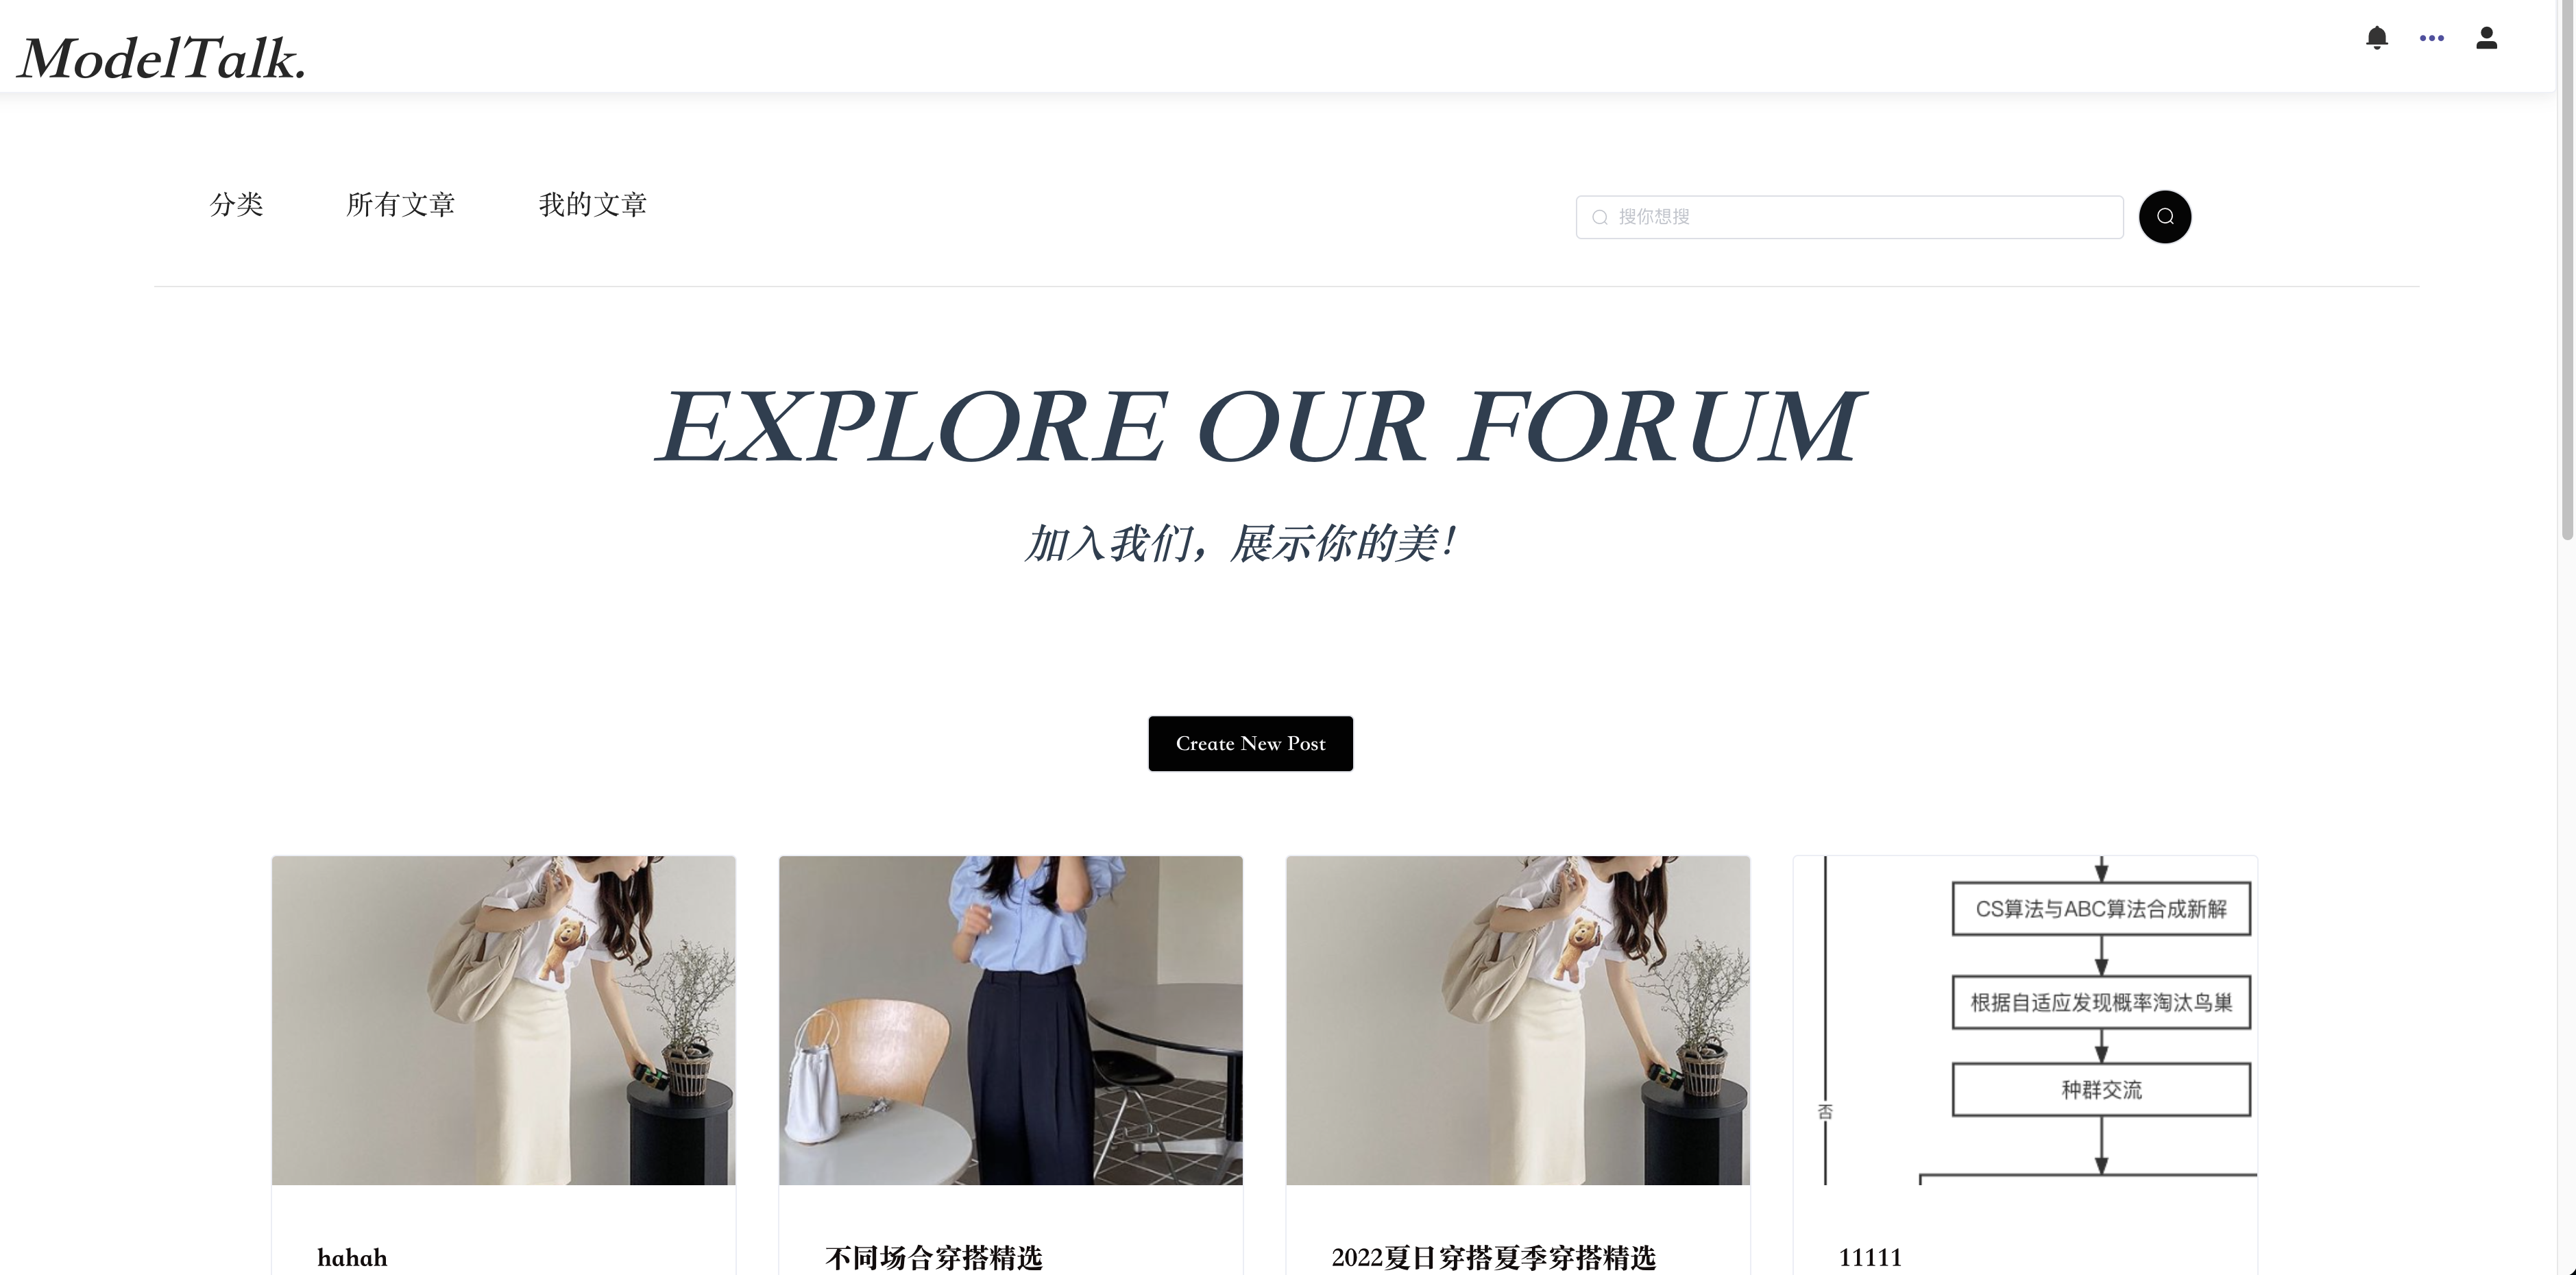 ModelTalk.
分类 所有文章 我的文章 搜你想搜
EXPLORE OUR FORUM
加入我们，展示你的美！
Create New Post
CS算法与ABC算法合成新解
根据自适应发现概率淘汰鸟巢
种群交流
否
hahah
不同场合穿搭精选
2022夏日穿搭夏季穿搭精选
11111